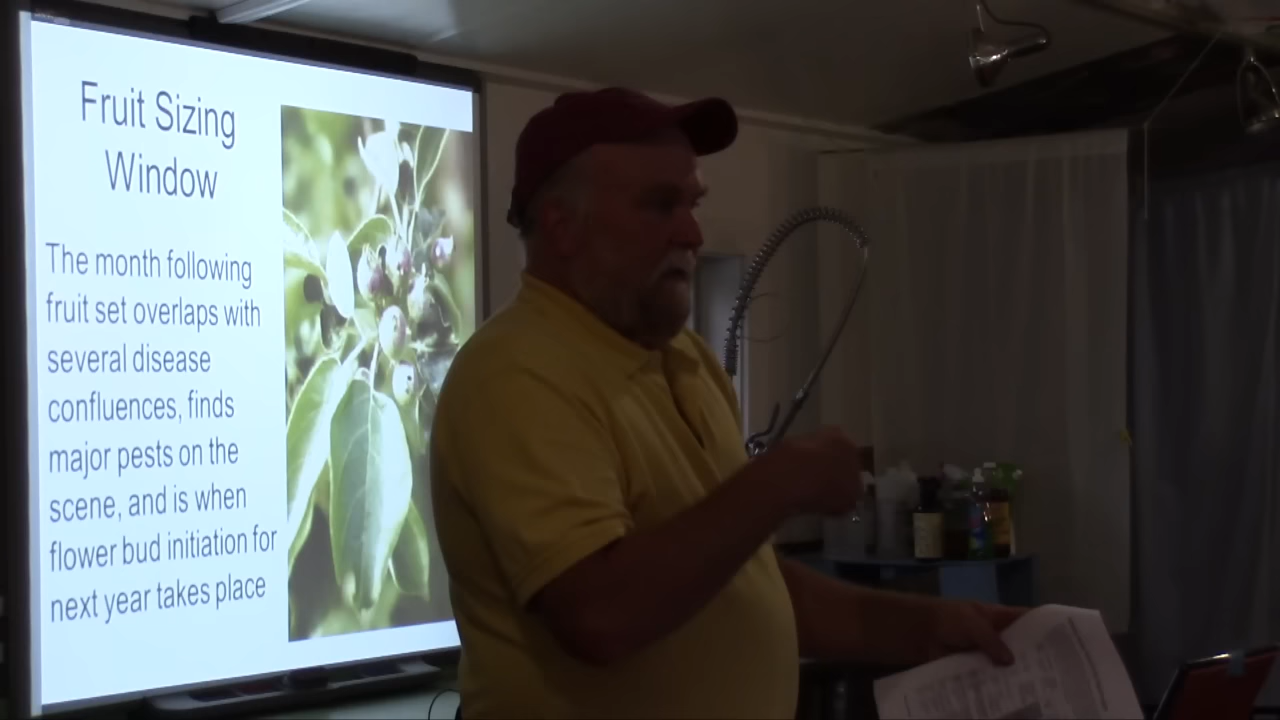 Fruit Sizing
Window
The month following
fruit set overlaps with
several disease
confluences, finds
major pests on the
scene, and is when
flower bud initiation for
next year takes place